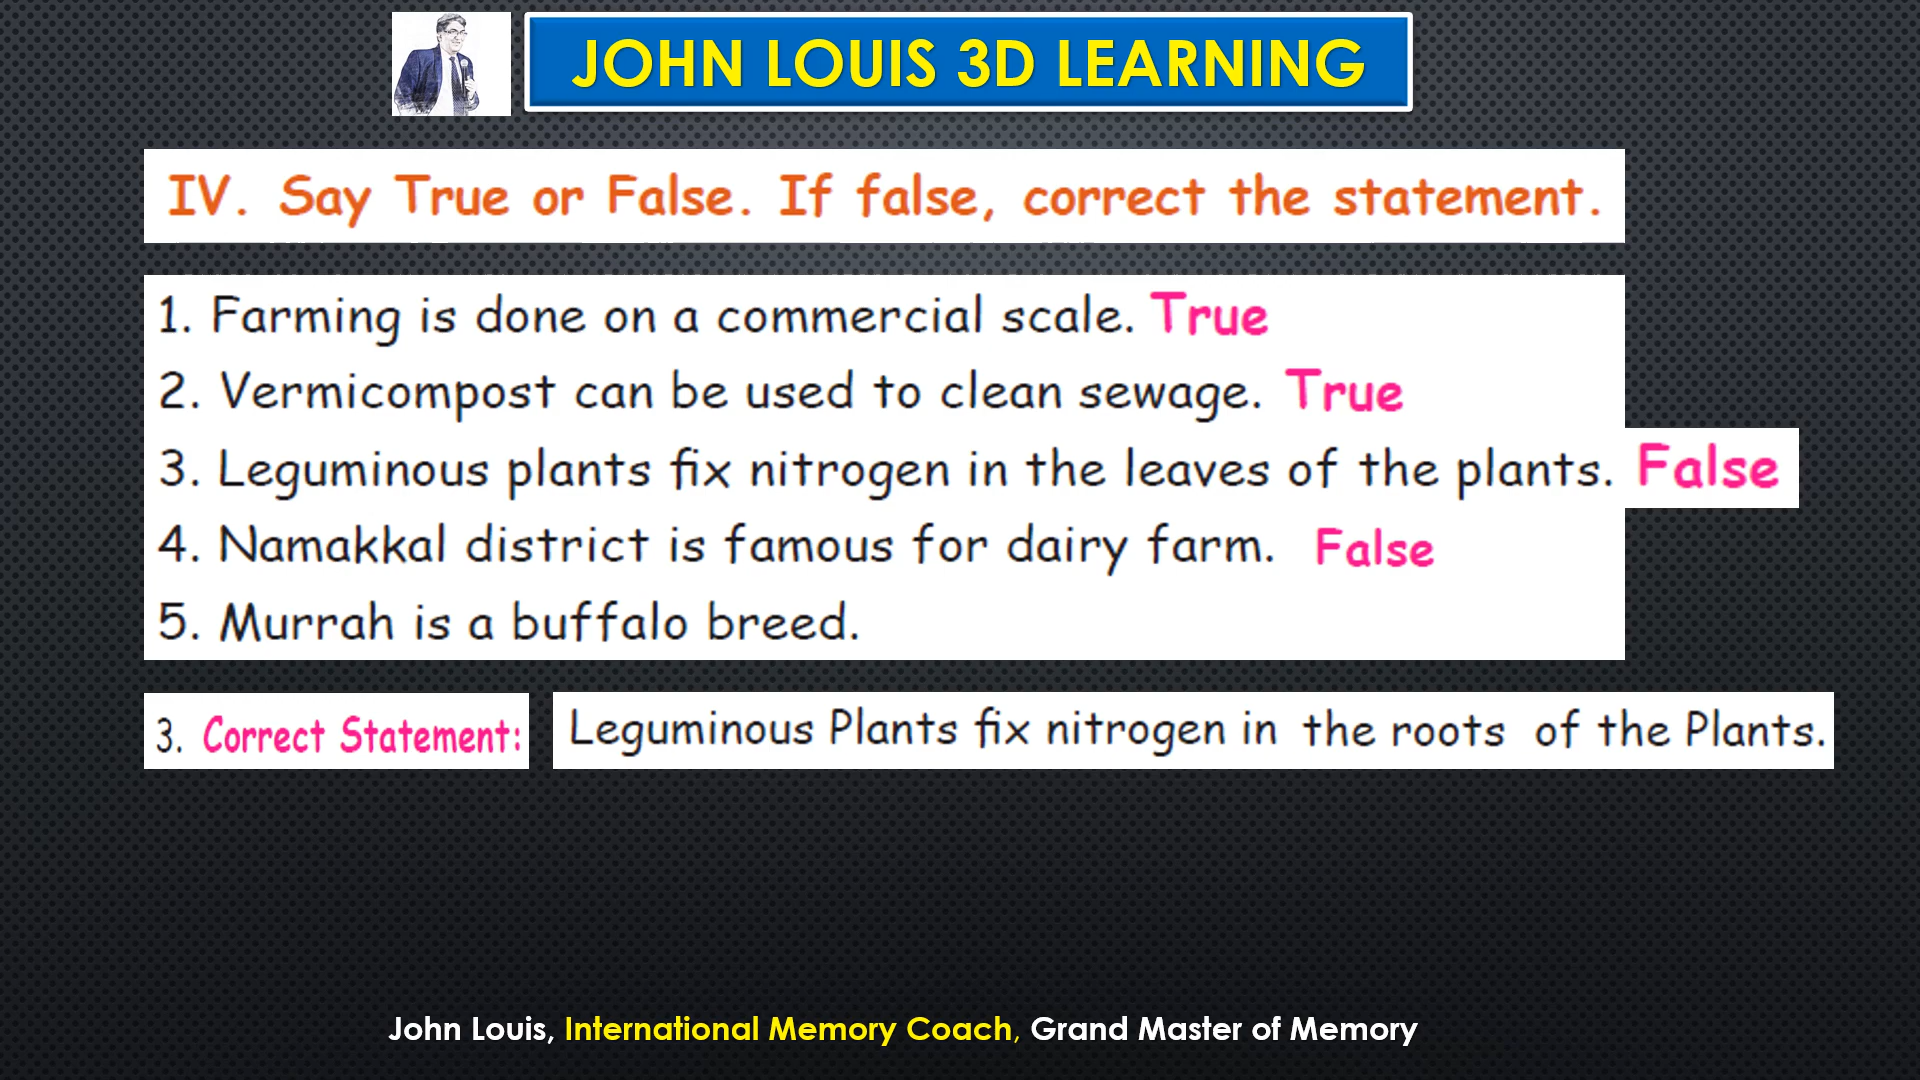 JOHN LOUIS 3D LEARNING
IV. Say True or False. If false, correct the statement.
1. Farming is done on a commercial scale. True
2. Vermicompost can be used to clean sewage. True
3. Leguminous plants fix nitrogen in the leaves of the plants. False
4. Namakkal district is famous for dairy farm. False
5. Murrah is a buffalo breed.
3. Correct Statement: Leguminous Plants fix nitrogen in the roots of the Plants.
John Louis, International Memory Coach, Grand Master of Memory